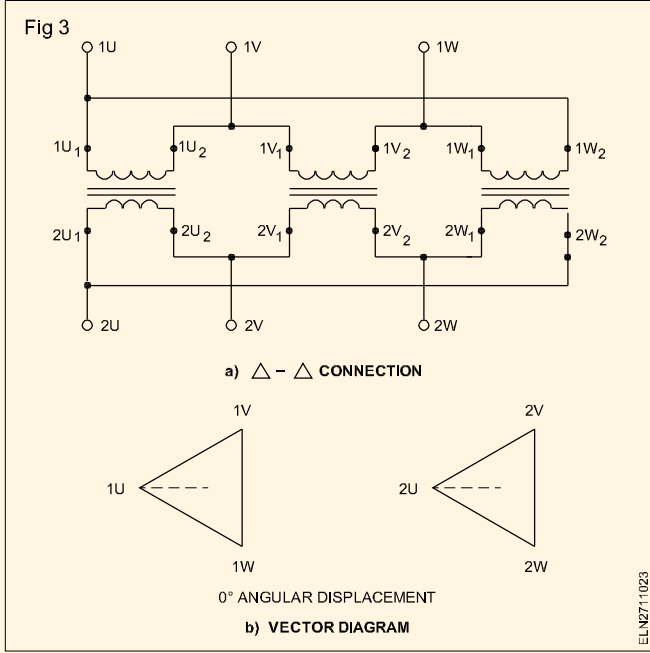 Fig 3
1U 1V 1W
1U1 1U2 1V1 1V2 1W1 1W2
2U1 2U2 2V1 2V2 2W1 2W2
2U 2V 2W
a) △ – △ CONNECTION
1V 2V
1U 2U
1W 2W
0° ANGULAR DISPLACEMENT
b) VECTOR DIAGRAM
ELN2711023